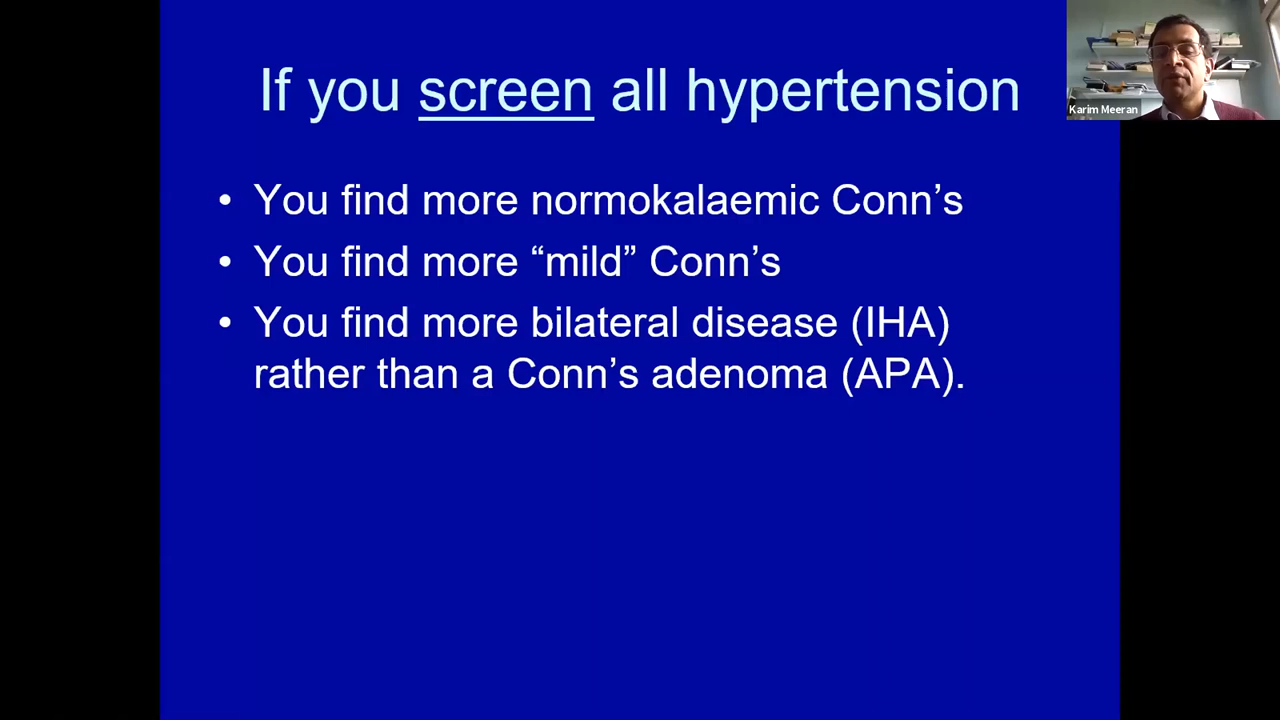 If you screen all hypertension
Karim Meeran
• You find more normokalaemic Conn’s
• You find more “mild” Conn’s
• You find more bilateral disease (IHA)
rather than a Conn’s adenoma (APA).